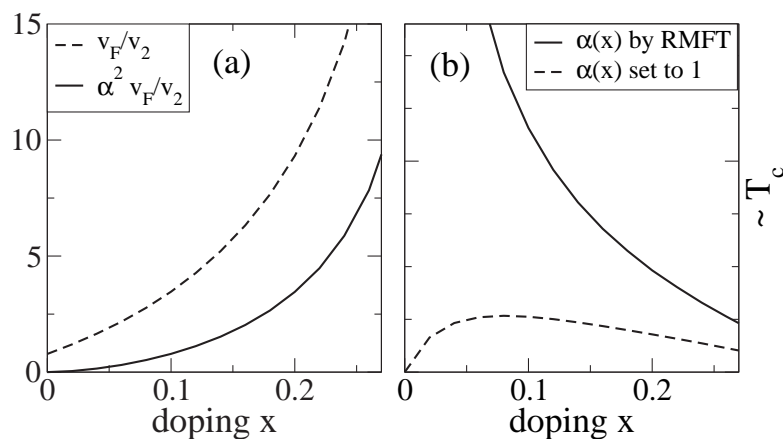 15
10
5
0
v_F/v_2
α^2 v_F/v_2
(a)
0
0.1
0.2
doping x
(b)
α(x) by RMFT
α(x) set to 1
0
0.1
0.2
doping x
~ T_c